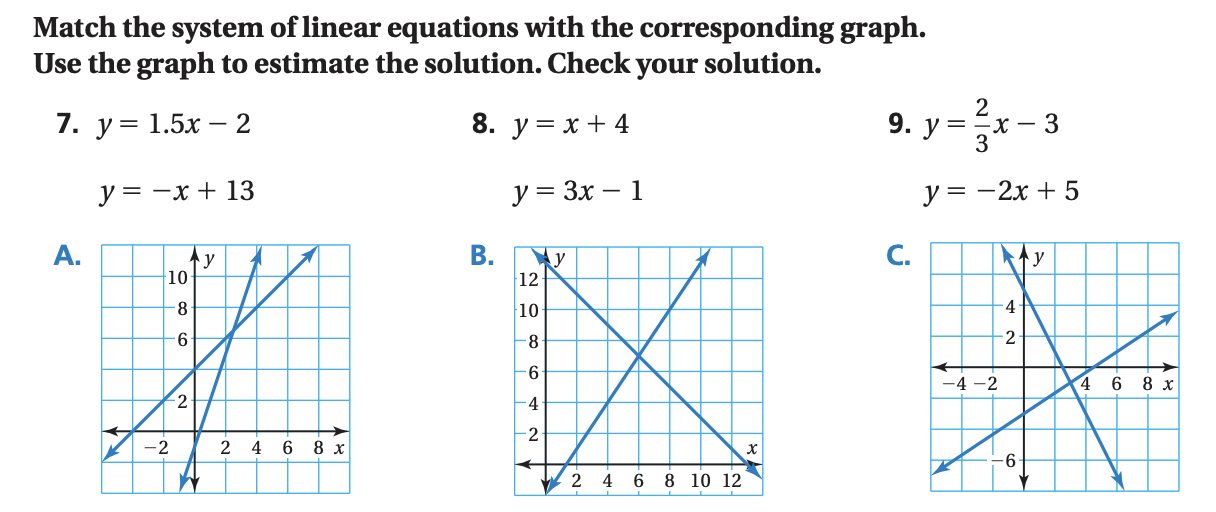 Match the system of linear equations with the corresponding graph.
Use the graph to estimate the solution. Check your solution.
7. y = 1.5x − 2
y = −x + 13
8. y = x + 4
y = 3x − 1
9. y = 2/3x − 3
y = −2x + 5
A.
y
10
8
6
2
−2 2 4 6 8 x
B.
y
12
10
8
6
4
2
x
2 4 6 8 10 12
C.
y
4
2
−4 −2 4 6 8 x
−6